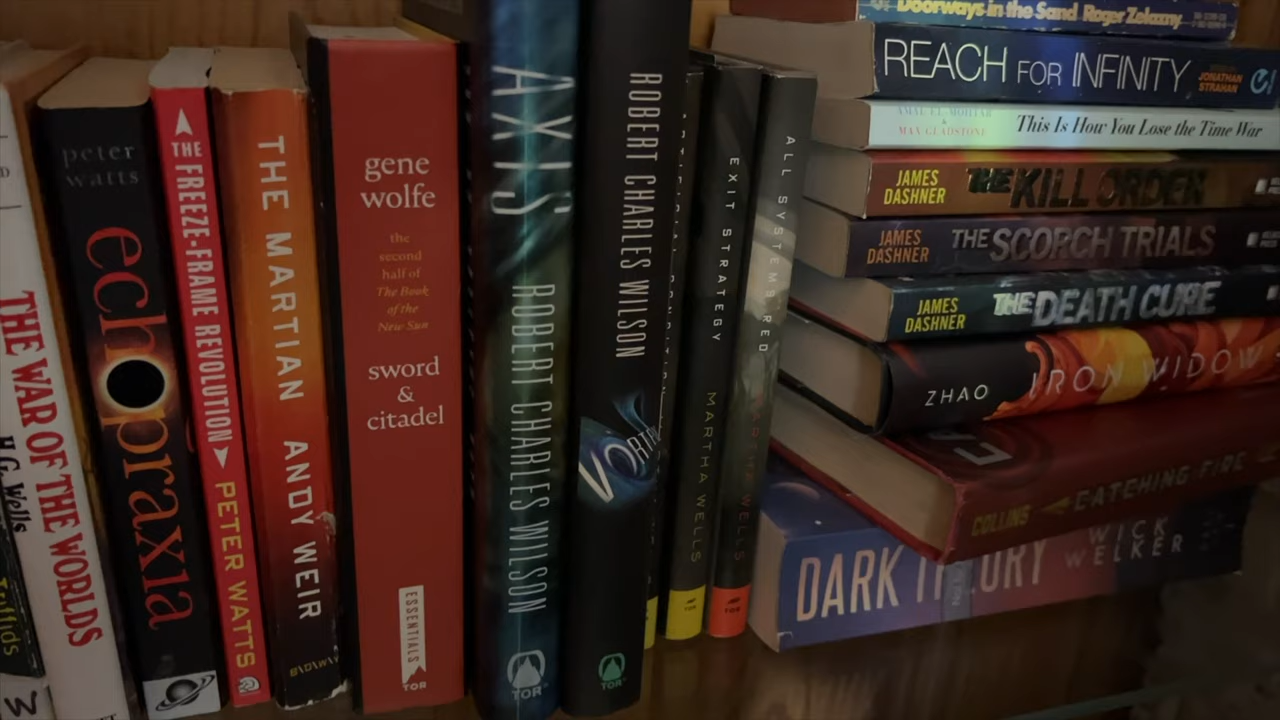 THE WAR OF THE WORLDS
H.G. Wells
Triffids
peter
watts
echopraxia
THE FREEZE-FRAME REVOLUTION
PETER WATTS
THE MARTIAN
ANDY WEIR
B\D\W\Y
gene
wolfe
the
second
half of
The Book
of the
New Sun
sword
&
citadel
ESSENTIALS
TOR
AXIS
ROBERT CHARLES WILSON
TOR
ROBERT CHARLES WILSON
VORTEX
EXIT STRATEGY
MARTHA WELLS
TOR
ALL SYSTEMS RED
MARTHA WELLS
TOR
Doorways in the Sand Roger Zelazny
REACH FOR INFINITY
JONATHAN
STRAHAN
AMAL EL-MOHTAR
&
MAX GLADSTONE
This Is How You Lose the Time War
JAMES
DASHNER
THE KILL ORDER
JAMES
DASHNER
THE SCORCH TRIALS
JAMES
DASHNER
THE DEATH CURE
ZHAO
IRON WIDOW
CA
COLLINS
CATCHING FIRE
DARK THEORY
WICK
WELKER